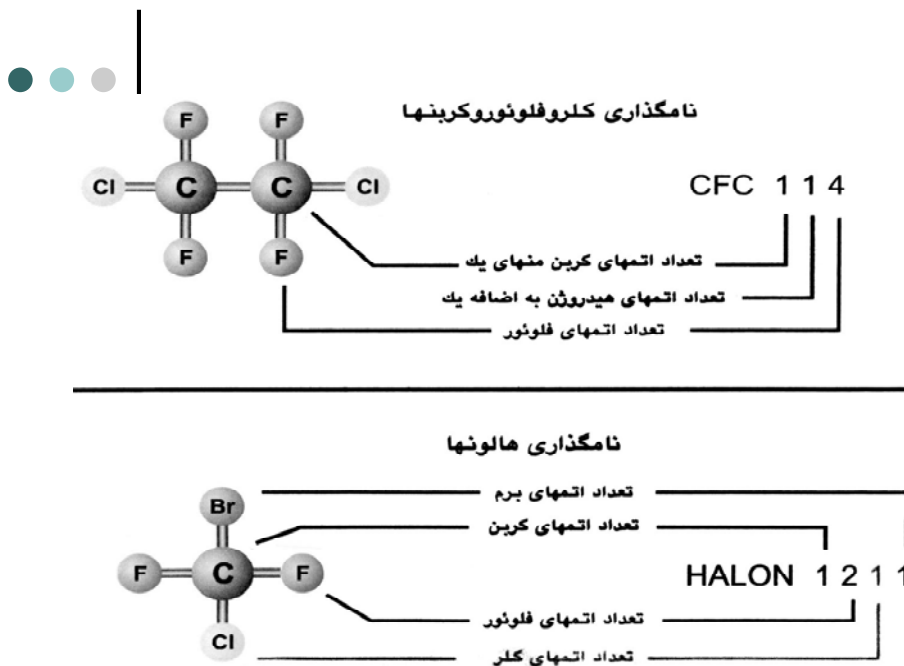 نامگذاری کلروفلوئوروکربنها
F F
Cl C C Cl
F F
CFC 1 1 4
تعداد اتمهای کربن منهای یك
تعداد اتمهای هیدروژن به اضافه یك
تعداد اتمهای فلوئور
نامگذاری هالونها
تعداد اتمهای برم
Br
تعداد اتمهای کربن
F C F
HALON 1 2 1 1
تعداد اتمهای فلوئور
Cl
تعداد اتمهای کلر